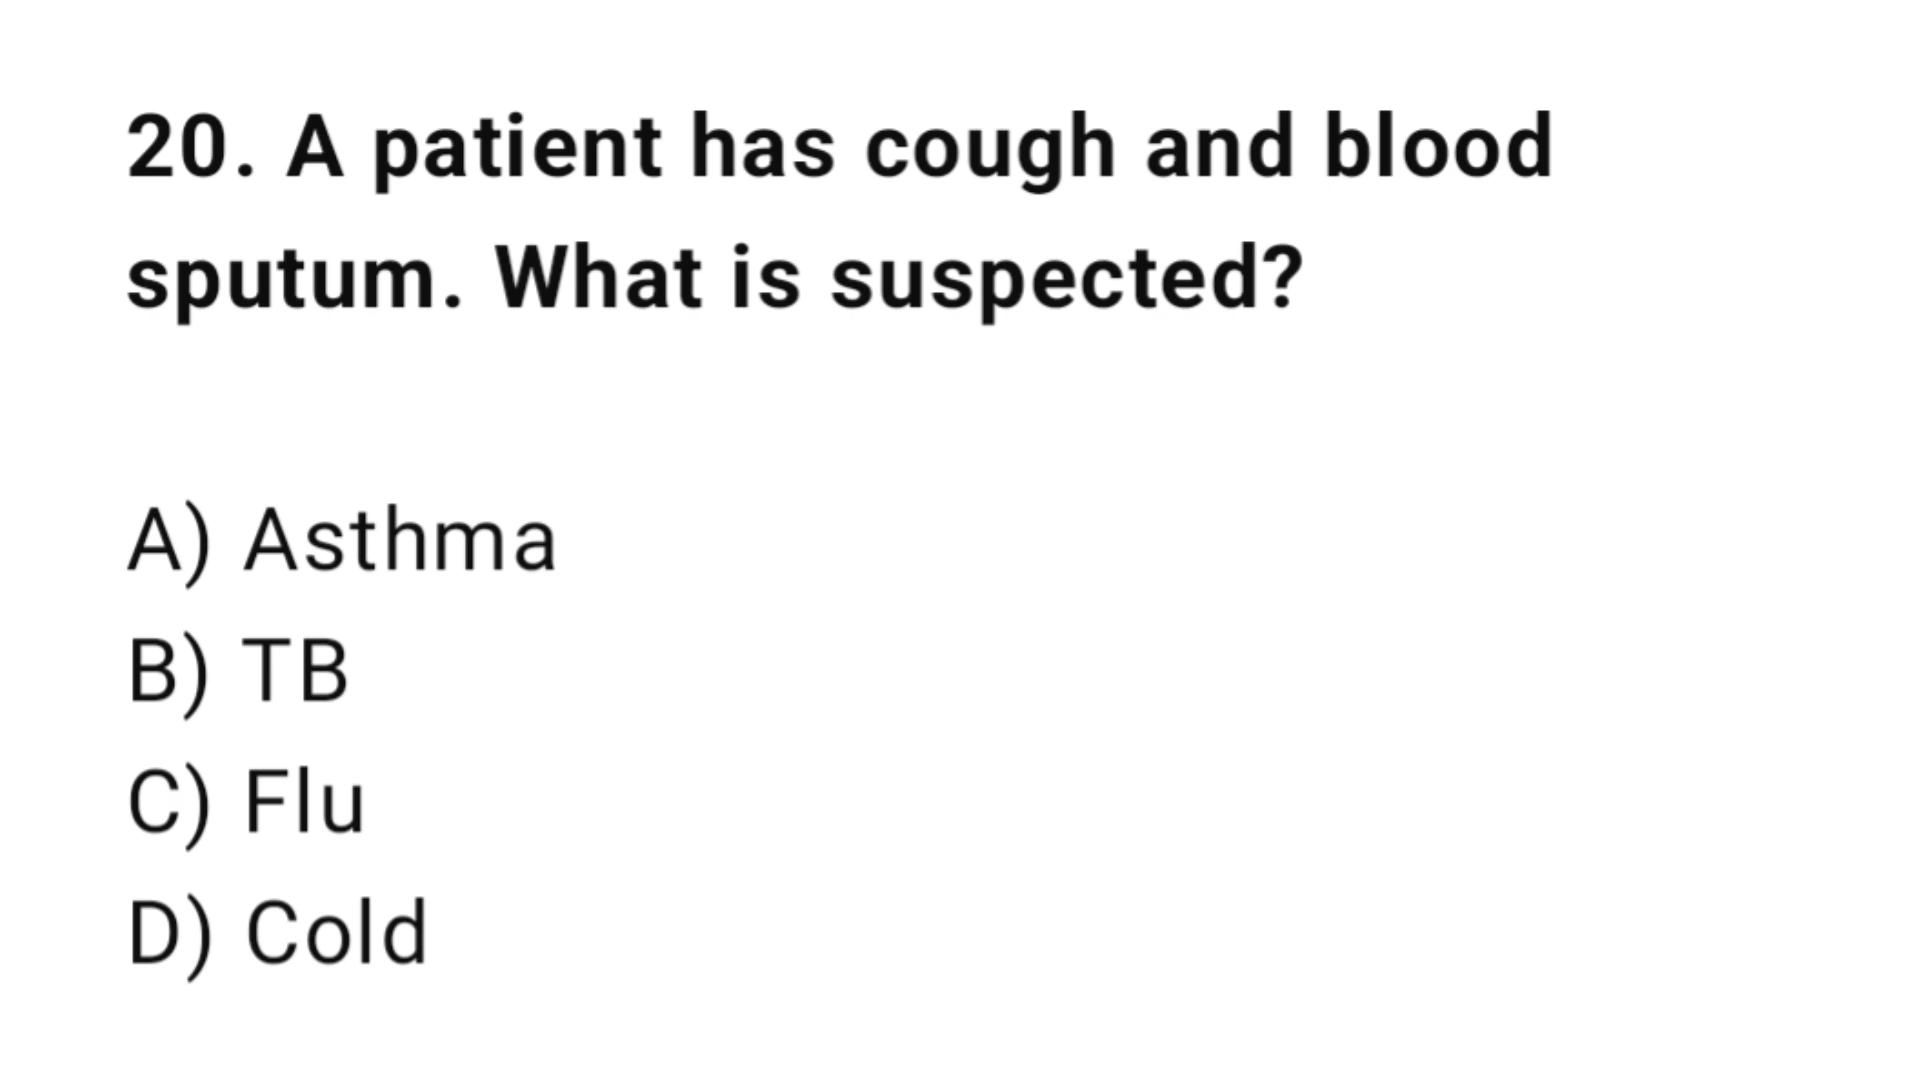 20. A patient has cough and blood
sputum. What is suspected?
A) Asthma
B) TB
C) Flu
D) Cold